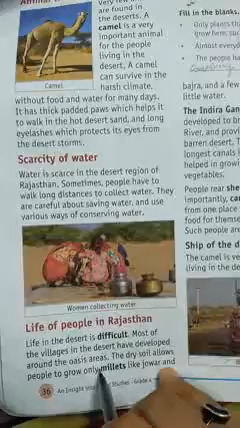 are found in
the deserts. A
camel is a very
important animal
for the people
living in the
desert. A camel
can survive in the
Camel
harsh climate,
without food and water for many days.
It has thick padded paws which helps it
to walk in the hot desert sand, and long
eyelashes which protects its eyes from
the desert storms.
Scarcity of water
Water is scarce in the desert region of
Rajasthan. Sometimes, people have to
walk long distances to collect water. They
are careful about saving water, and use
various ways of conserving water.
Women collecting water
Life of people in Rajasthan
Life in the desert is difficult. Most of
the villages in the desert have developed
around the oasis areas. The dry soil allows
people to grow only millets like jowar and
36 An Insight Studies - Grade 4
Fill in the blanks.
Only plants th
grow here, su
Almost every
The people ha
bajra, and a few
little water.
The Indira Gan
developed to br
River, and prov
barren desert. T
longest canals i
helped in growi
vegetables.
People rear she
importantly, ca
from one place
food for themse
Such people are
Ship of the d
The camel is ve
living in the de